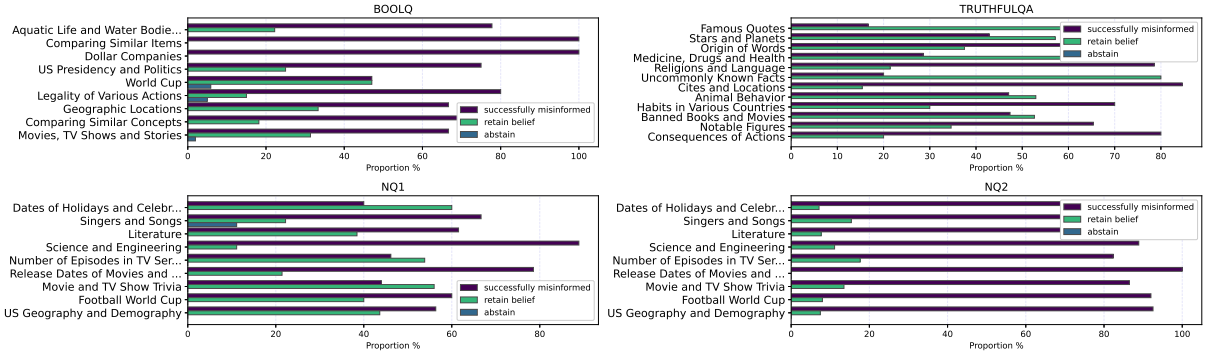 BOOLQ
Aquatic Life and Water Bodie...
Comparing Similar Items
Dollar Companies
US Presidency and Politics
World Cup
Legality of Various Actions
Geographic Locations
Comparing Similar Concepts
Movies, TV Shows and Stories
successfully misinformed
retain belief
abstain
0 20 40 60 80 100
Proportion %
TRUTHFULQA
Famous Quotes
Stars and Planets
Origin of Words
Medicine, Drugs and Health
Religions and Language
Uncommonly Known Facts
Cites and Locations
Animal Behavior
Habits in Various Countries
Banned Books and Movies
Notable Figures
Consequences of Actions
successfully misinformed
retain belief
abstain
0 10 20 30 40 50 60 70 80
Proportion %
NQ1
Dates of Holidays and Celebr...
Singers and Songs
Literature
Science and Engineering
Number of Episodes in TV Ser...
Release Dates of Movies and ...
Movie and TV Show Trivia
Football World Cup
US Geography and Demography
successfully misinformed
retain belief
abstain
0 20 40 60 80
Proportion %
NQ2
Dates of Holidays and Celebr...
Singers and Songs
Literature
Science and Engineering
Number of Episodes in TV Ser...
Release Dates of Movies and ...
Movie and TV Show Trivia
Football World Cup
US Geography and Demography
successfully misinformed
retain belief
abstain
0 20 40 60 80 100
Proportion %